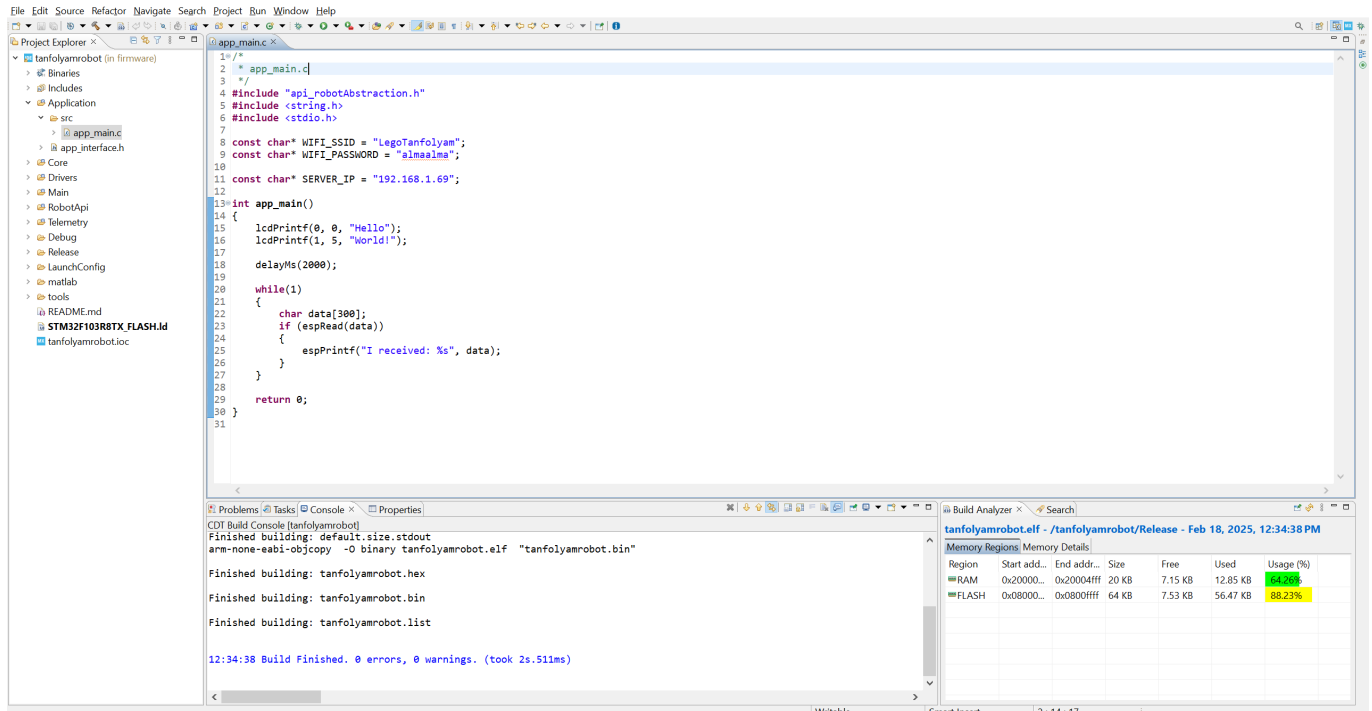 File Edit Source Refactor Navigate Search Project Run Window Help
Project Explorer ×
tanfolyamrobot (in firmware)
Binaries
Includes
Application
src
app_main.c
app_interface.h
Core
Drivers
Main
RobotApi
Telemetry
Debug
Release
LaunchConfig
matlab
tools
README.md
STM32F103R8TX_FLASH.ld
tanfolyamrobot.ioc
app_main.c ×
1 /*
2  * app_main.c
3  */
4 #include "api_robotAbstraction.h"
5 #include <string.h>
6 #include <stdio.h>
7
8 const char* WIFI_SSID = "LegoTanfolyam";
9 const char* WIFI_PASSWORD = "almaalma";
10
11 const char* SERVER_IP = "192.168.1.69";
12
13 int app_main()
14 {
15     lcdPrintf(0, 0, "Hello");
16     lcdPrintf(1, 5, "World!");
17
18     delayMs(2000);
19
20     while(1)
21     {
22         char data[300];
23         if (espRead(data))
24         {
25             espPrintf("I received: %s", data);
26         }
27     }
28
29     return 0;
30 }
31
Problems Tasks Console × Properties
CDT Build Console [tanfolyamrobot]
Finished building: default.size.stdout
arm-none-eabi-objcopy  -O binary tanfolyamrobot.elf  "tanfolyamrobot.bin"
Finished building: tanfolyamrobot.hex
Finished building: tanfolyamrobot.bin
Finished building: tanfolyamrobot.list
12:34:38 Build Finished. 0 errors, 0 warnings. (took 2s.511ms)
Build Analyzer × Search
tanfolyamrobot.elf - /tanfolyamrobot/Release - Feb 18, 2025, 12:34:38 PM
Memory Regions Memory Details
Region Start add... End addr... Size Free Used Usage (%)
RAM 0x20000... 0x20004fff 20 KB 7.15 KB 12.85 KB 64.26%
FLASH 0x08000... 0x0800ffff 64 KB 7.53 KB 56.47 KB 88.23%